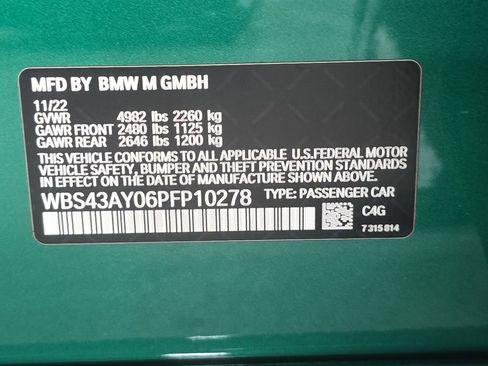 MFD BY BMW M GMBH
11/22
GVWR 4982 lbs 2260 kg
GAWR FRONT 2480 lbs 1125 kg
GAWR REAR 2646 lbs 1200 kg
THIS VEHICLE CONFORMS TO ALL APPLICABLE U.S.FEDERAL MOTOR
VEHICLE SAFETY, BUMPER AND THEFT PREVENTION STANDARDS IN
EFFECT ON THE DATE OF MANUFACTURE SHOWN ABOVE.
WBS43AY06PFP10278 TYPE: PASSENGER CAR
C4G
7315814